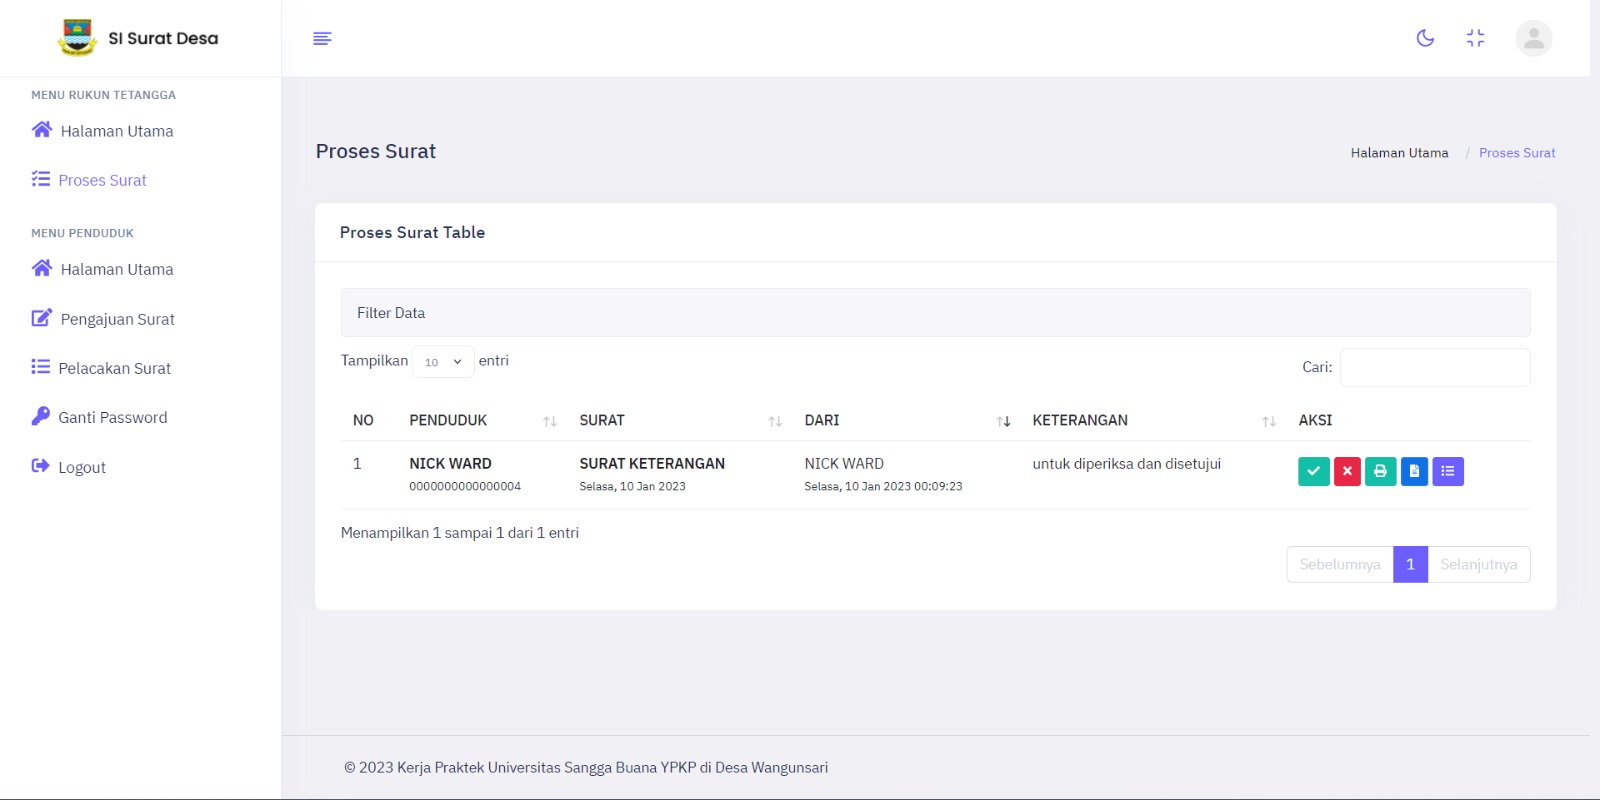 SI Surat Desa
MENU RUKUN TETANGGA
Halaman Utama
Proses Surat
MENU PENDUDUK
Halaman Utama
Pengajuan Surat
Pelacakan Surat
Ganti Password
Logout
Proses Surat
Halaman Utama / Proses Surat
Proses Surat Table
Filter Data
Tampilkan 10 entri
Cari:
NO PENDUDUK SURAT DARI KETERANGAN AKSI
1 NICK WARD SURAT KETERANGAN NICK WARD untuk diperiksa dan disetujui
0000000000000004 Selasa, 10 Jan 2023 Selasa, 10 Jan 2023 00:09:23
Menampilkan 1 sampai 1 dari 1 entri
Sebelumnya 1 Selanjutnya
© 2023 Kerja Praktek Universitas Sangga Buana YPKP di Desa Wangunsari